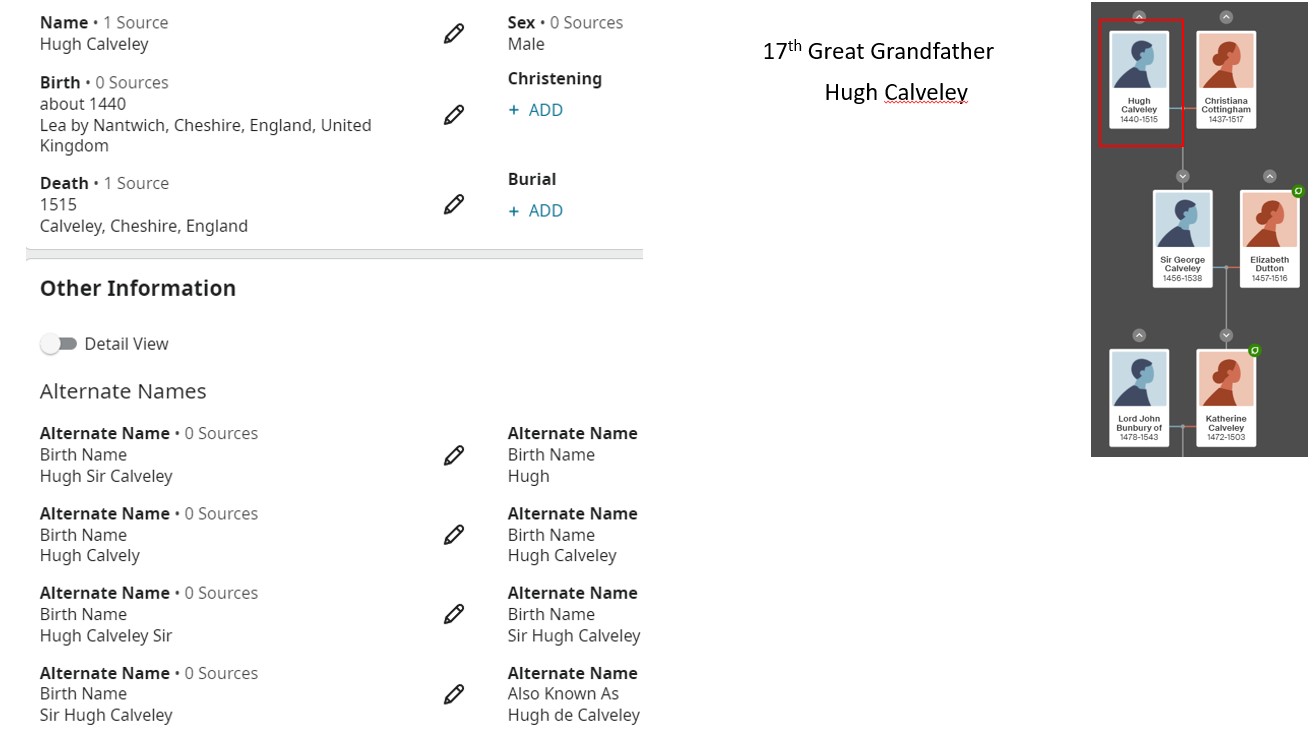 Name • 1 Source
Hugh Calveley
Sex • 0 Sources
Male
Birth • 0 Sources
about 1440
Lea by Nantwich, Cheshire, England, United
Kingdom
Christening
+ ADD
Death • 1 Source
1515
Calveley, Cheshire, England
Burial
+ ADD
Other Information
Detail View
Alternate Names
Alternate Name • 0 Sources
Birth Name
Hugh Sir Calveley
Alternate Name
Birth Name
Hugh
Alternate Name • 0 Sources
Birth Name
Hugh Calvely
Alternate Name
Birth Name
Hugh Calveley
Alternate Name • 0 Sources
Birth Name
Hugh Calveley Sir
Alternate Name
Birth Name
Sir Hugh Calveley
Alternate Name • 0 Sources
Birth Name
Sir Hugh Calveley
Alternate Name
Also Known As
Hugh de Calveley
17th Great Grandfather
Hugh Calveley
Hugh
Calveley
1440-1515
Christiana
Cottingham
1437-1517
Sir George
Calveley
1456-1538
Elizabeth
Dutton
1457-1516
Lord John
Bunbury of
1478-1543
Katherine
Calveley
1472-1503